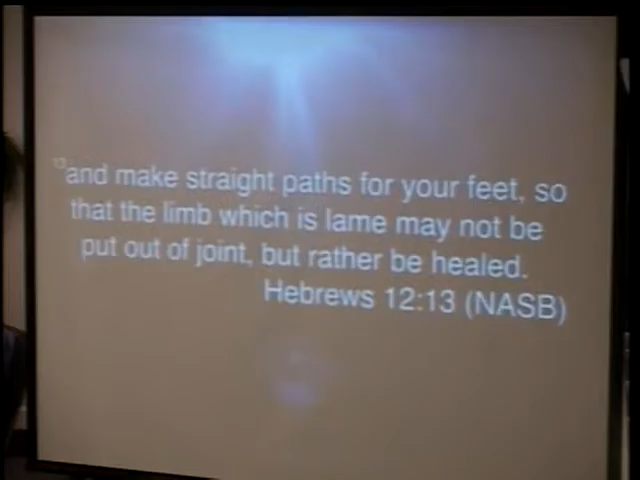 13and make straight paths for your feet, so
that the limb which is lame may not be
put out of joint, but rather be healed.
Hebrews 12:13 (NASB)